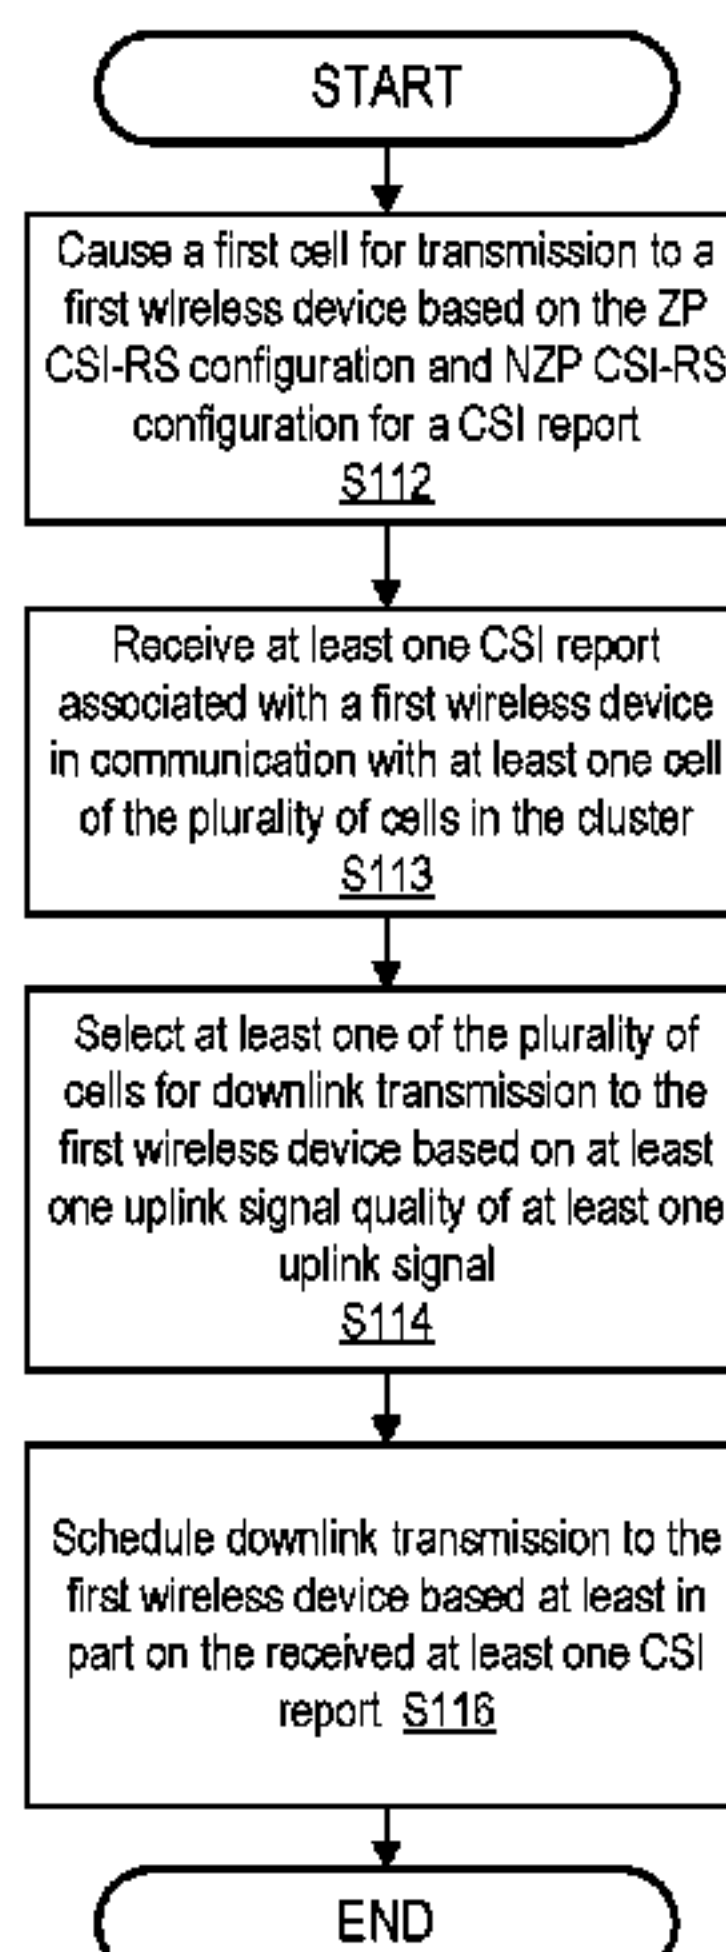 START
Cause a first cell for transmission to a
first wireless device based on the ZP
CSI-RS configuration and NZP CSI-RS
configuration for a CSI report
S112
Receive at least one CSI report
associated with a first wireless device
in communication with at least one cell
of the plurality of cells in the cluster
S113
Select at least one of the plurality of
cells for downlink transmission to the
first wireless device based on at least
one uplink signal quality of at least one
uplink signal
S114
Schedule downlink transmission to the
first wireless device based at least in
part on the received at least one CSI
report S116
END